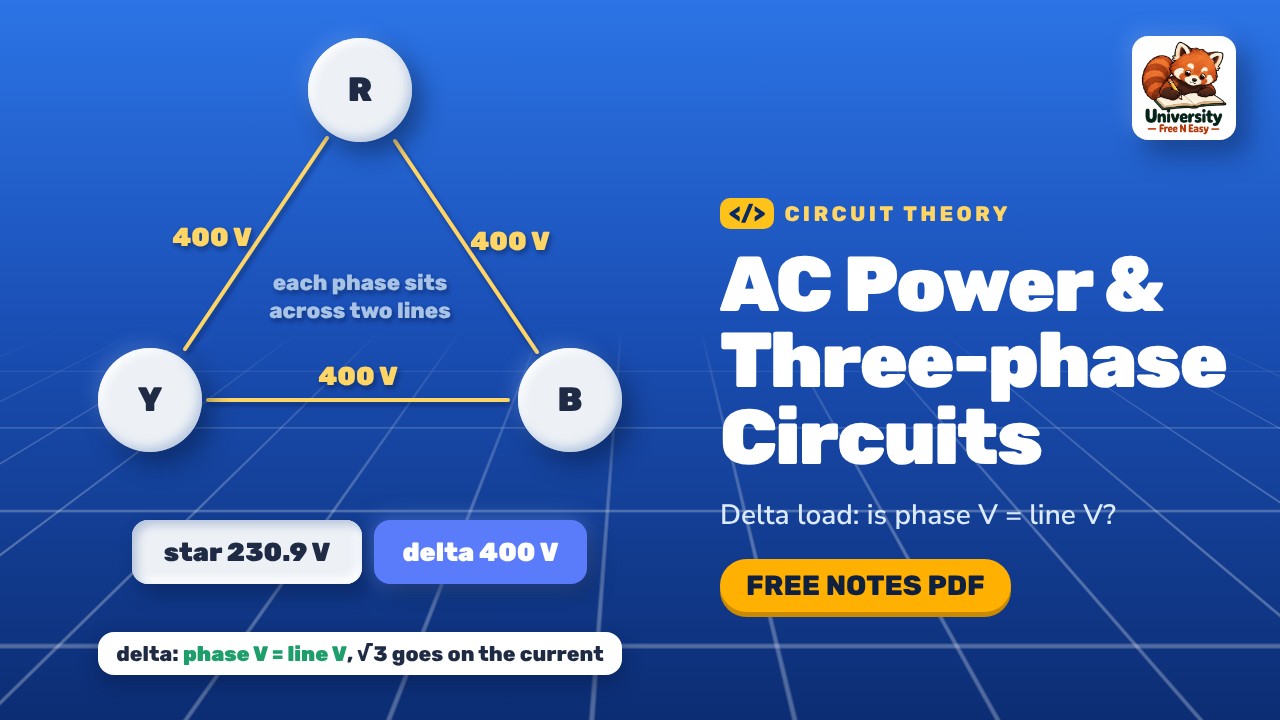 R
400 V
400 V
each phase sits
across two lines
Y
400 V
B
star 230.9 V
delta 400 V
delta: phase V = line V, √3 goes on the current
University
Free N Easy
</> CIRCUIT THEORY
AC Power &
Three-phase
Circuits
Delta load: is phase V = line V?
FREE NOTES PDF